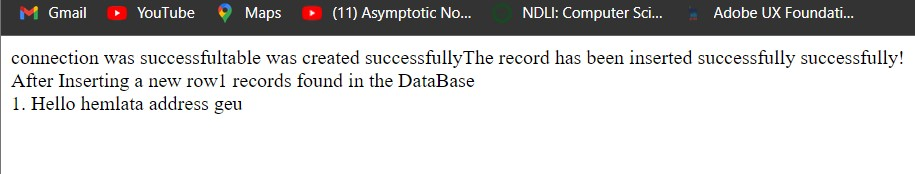 Gmail YouTube Maps (11) Asymptotic No... NDLI: Computer Sci... Adobe UX Foundati...
connection was successfultable was created successfullyThe record has been inserted successfully successfully!
After Inserting a new row1 records found in the DataBase
1. Hello hemlata address geu